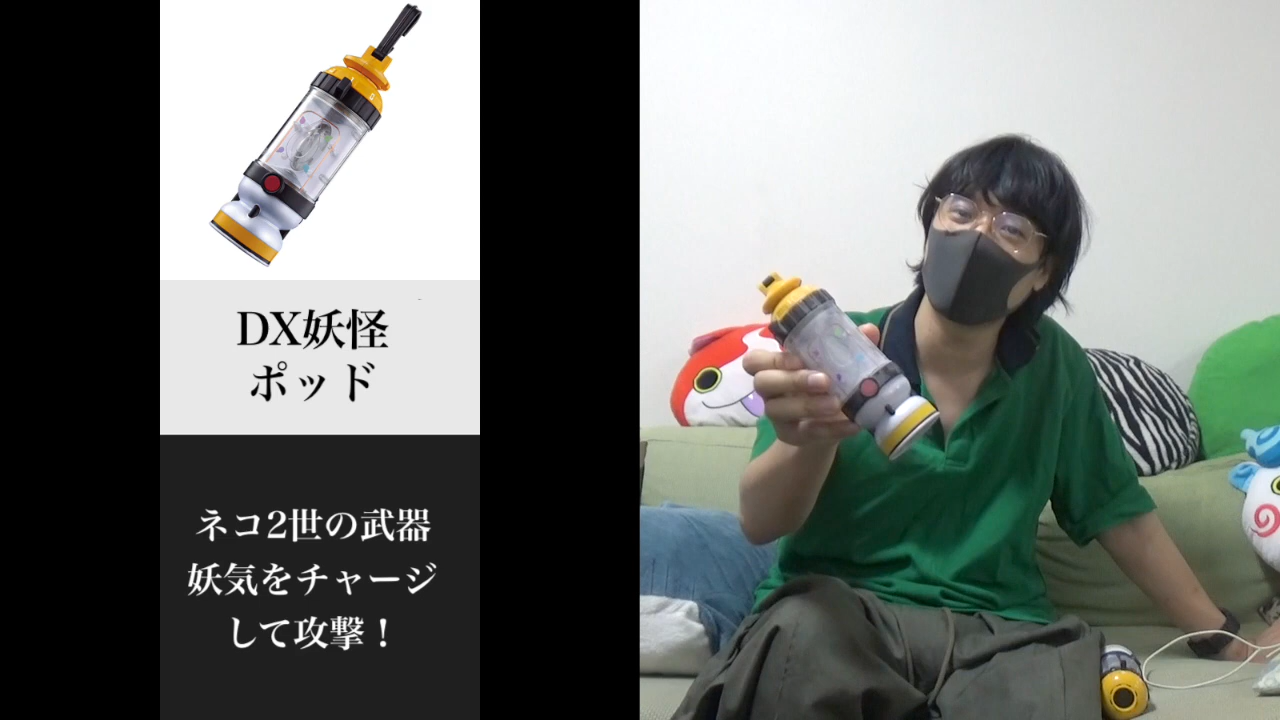 DX妖怪
ポッド
ネコ2世の武器
妖気をチャージ
して攻撃！